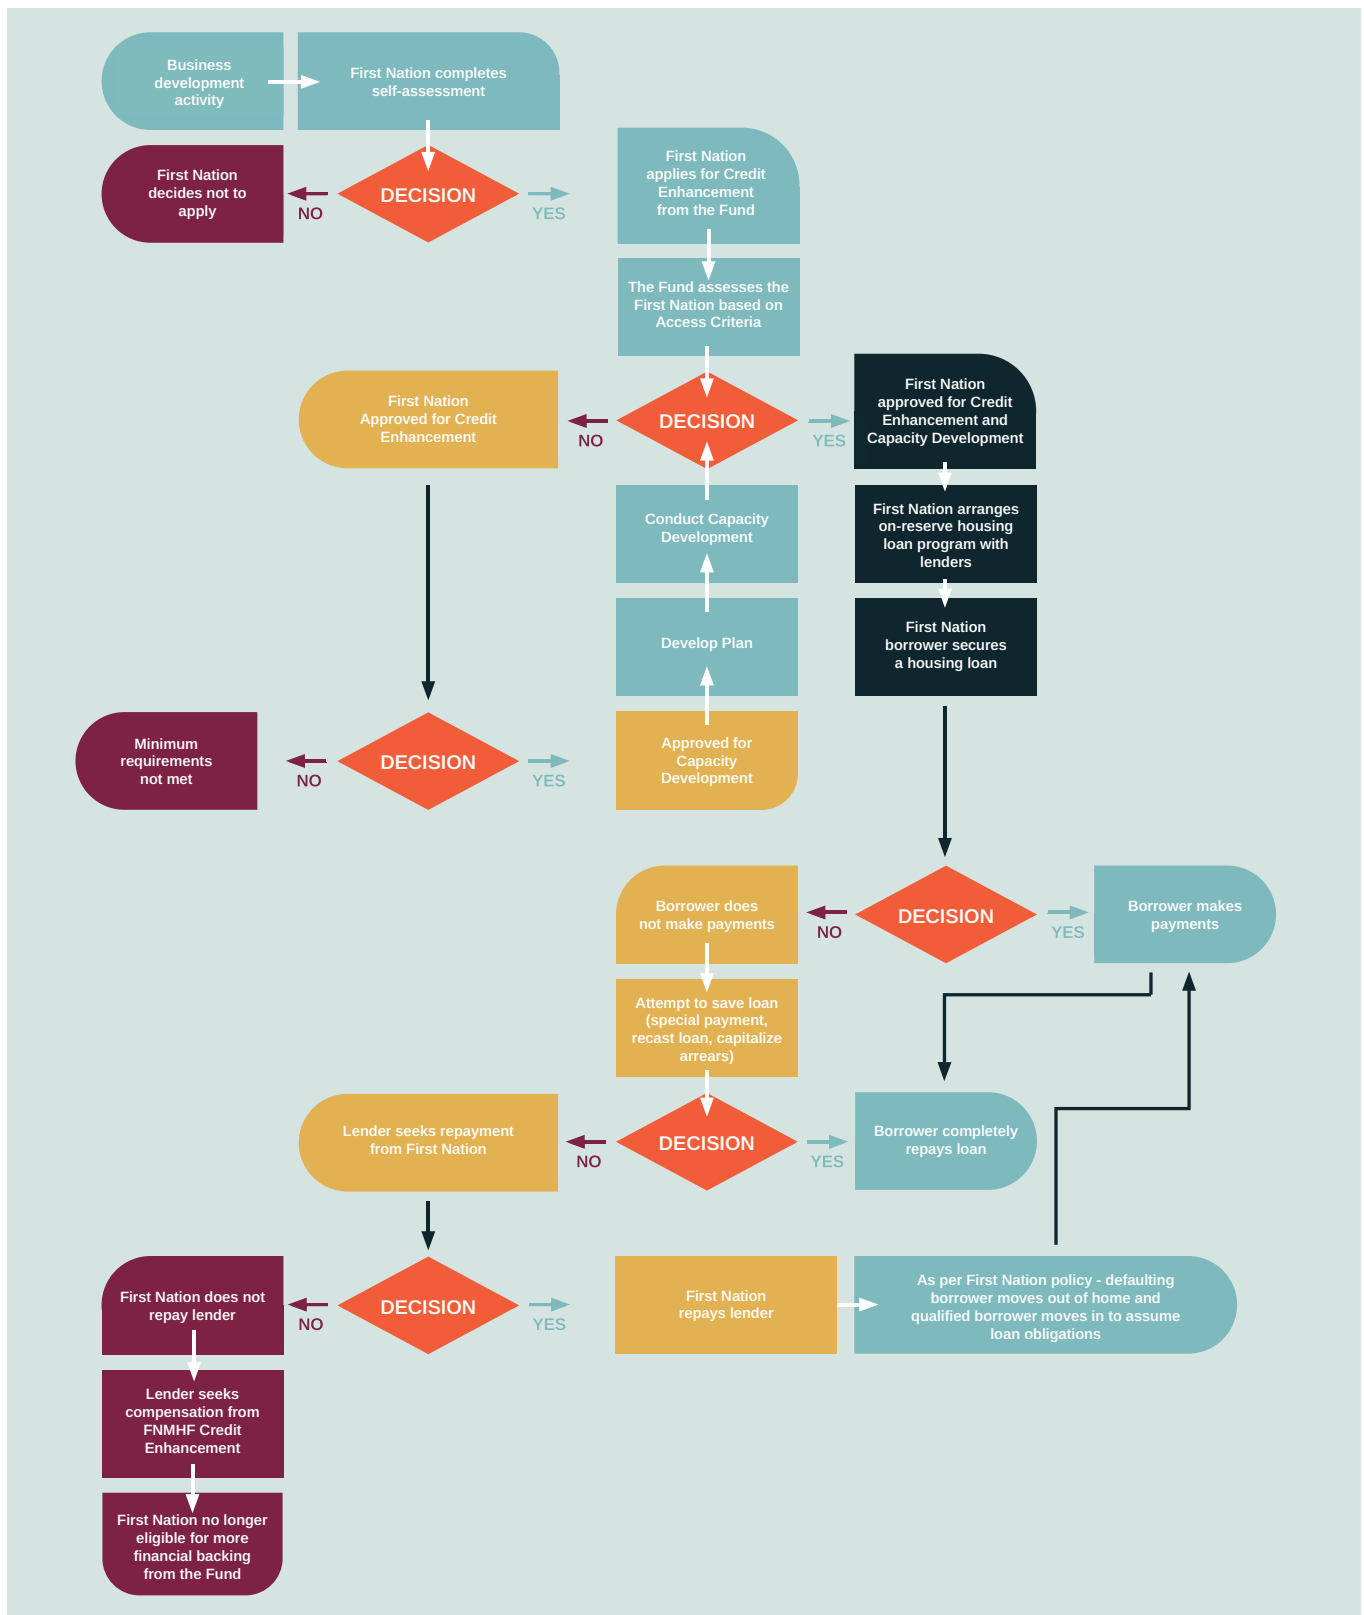 Business
development
activity
First Nation completes
self-assessment
First Nation
decides not to
apply
NO
DECISION
YES
First Nation
applies for Credit
Enhancement
from the Fund
The Fund assesses the
First Nation based on
Access Criteria
First Nation
Approved for Credit
Enhancement
NO
DECISION
YES
First Nation
approved for Credit
Enhancement and
Capacity Development
Conduct Capacity
Development
First Nation arranges
on-reserve housing
loan program with
lenders
Develop Plan
First Nation
borrower secures
a housing loan
Minimum
requirements
not met
NO
DECISION
YES
Approved for
Capacity
Development
Borrower does
not make payments
NO
DECISION
YES
Borrower makes
payments
Attempt to save loan
(special payment,
recast loan, capitalize
arrears)
Lender seeks repayment
from First Nation
NO
DECISION
YES
Borrower completely
repays loan
First Nation does not
repay lender
NO
DECISION
YES
First Nation
repays lender
As per First Nation policy - defaulting
borrower moves out of home and
qualified borrower moves in to assume
loan obligations
Lender seeks
compensation from
FNMHF Credit
Enhancement
First Nation no longer
eligible for more
financial backing
from the Fund